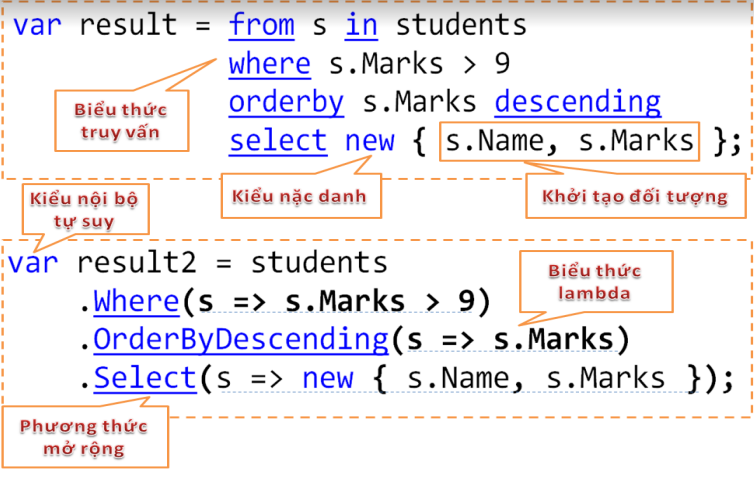 var result = from s in students
where s.Marks > 9
Biểu thức
truy vấn
orderby s.Marks descending
select new { s.Name, s.Marks };
Kiểu nặc danh
Khởi tạo đối tượng
Kiểu nội bộ
tự suy
var result2 = students
Biểu thức
lambda
.Where(s => s.Marks > 9)
.OrderByDescending(s => s.Marks)
.Select(s => new { s.Name, s.Marks });
Phương thức
mở rộng